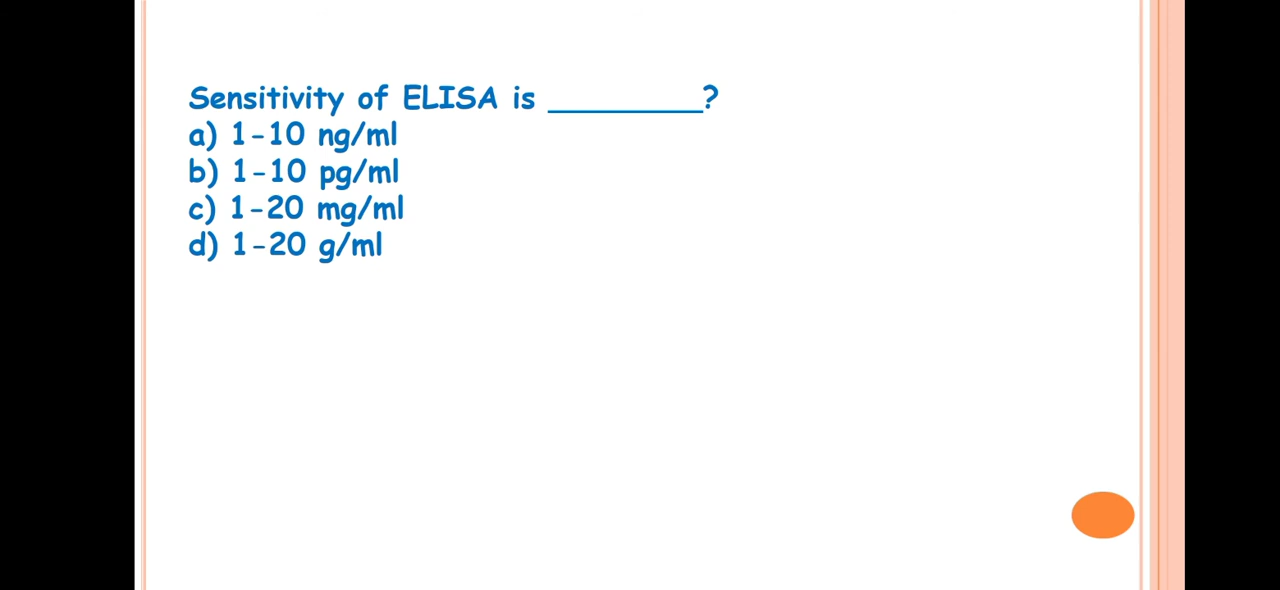 Sensitivity of ELISA is __________?
a) 1-10 ng/ml
b) 1-10 pg/ml
c) 1-20 mg/ml
d) 1-20 g/ml